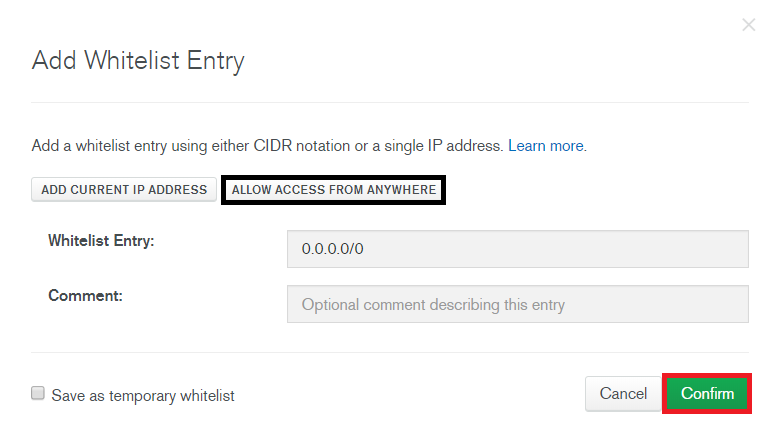 Add Whitelist Entry
Add a whitelist entry using either CIDR notation or a single IP address. Learn more.
ADD CURRENT IP ADDRESS ALLOW ACCESS FROM ANYWHERE
Whitelist Entry: 0.0.0.0/0
Comment: Optional comment describing this entry
Save as temporary whitelist Cancel Confirm